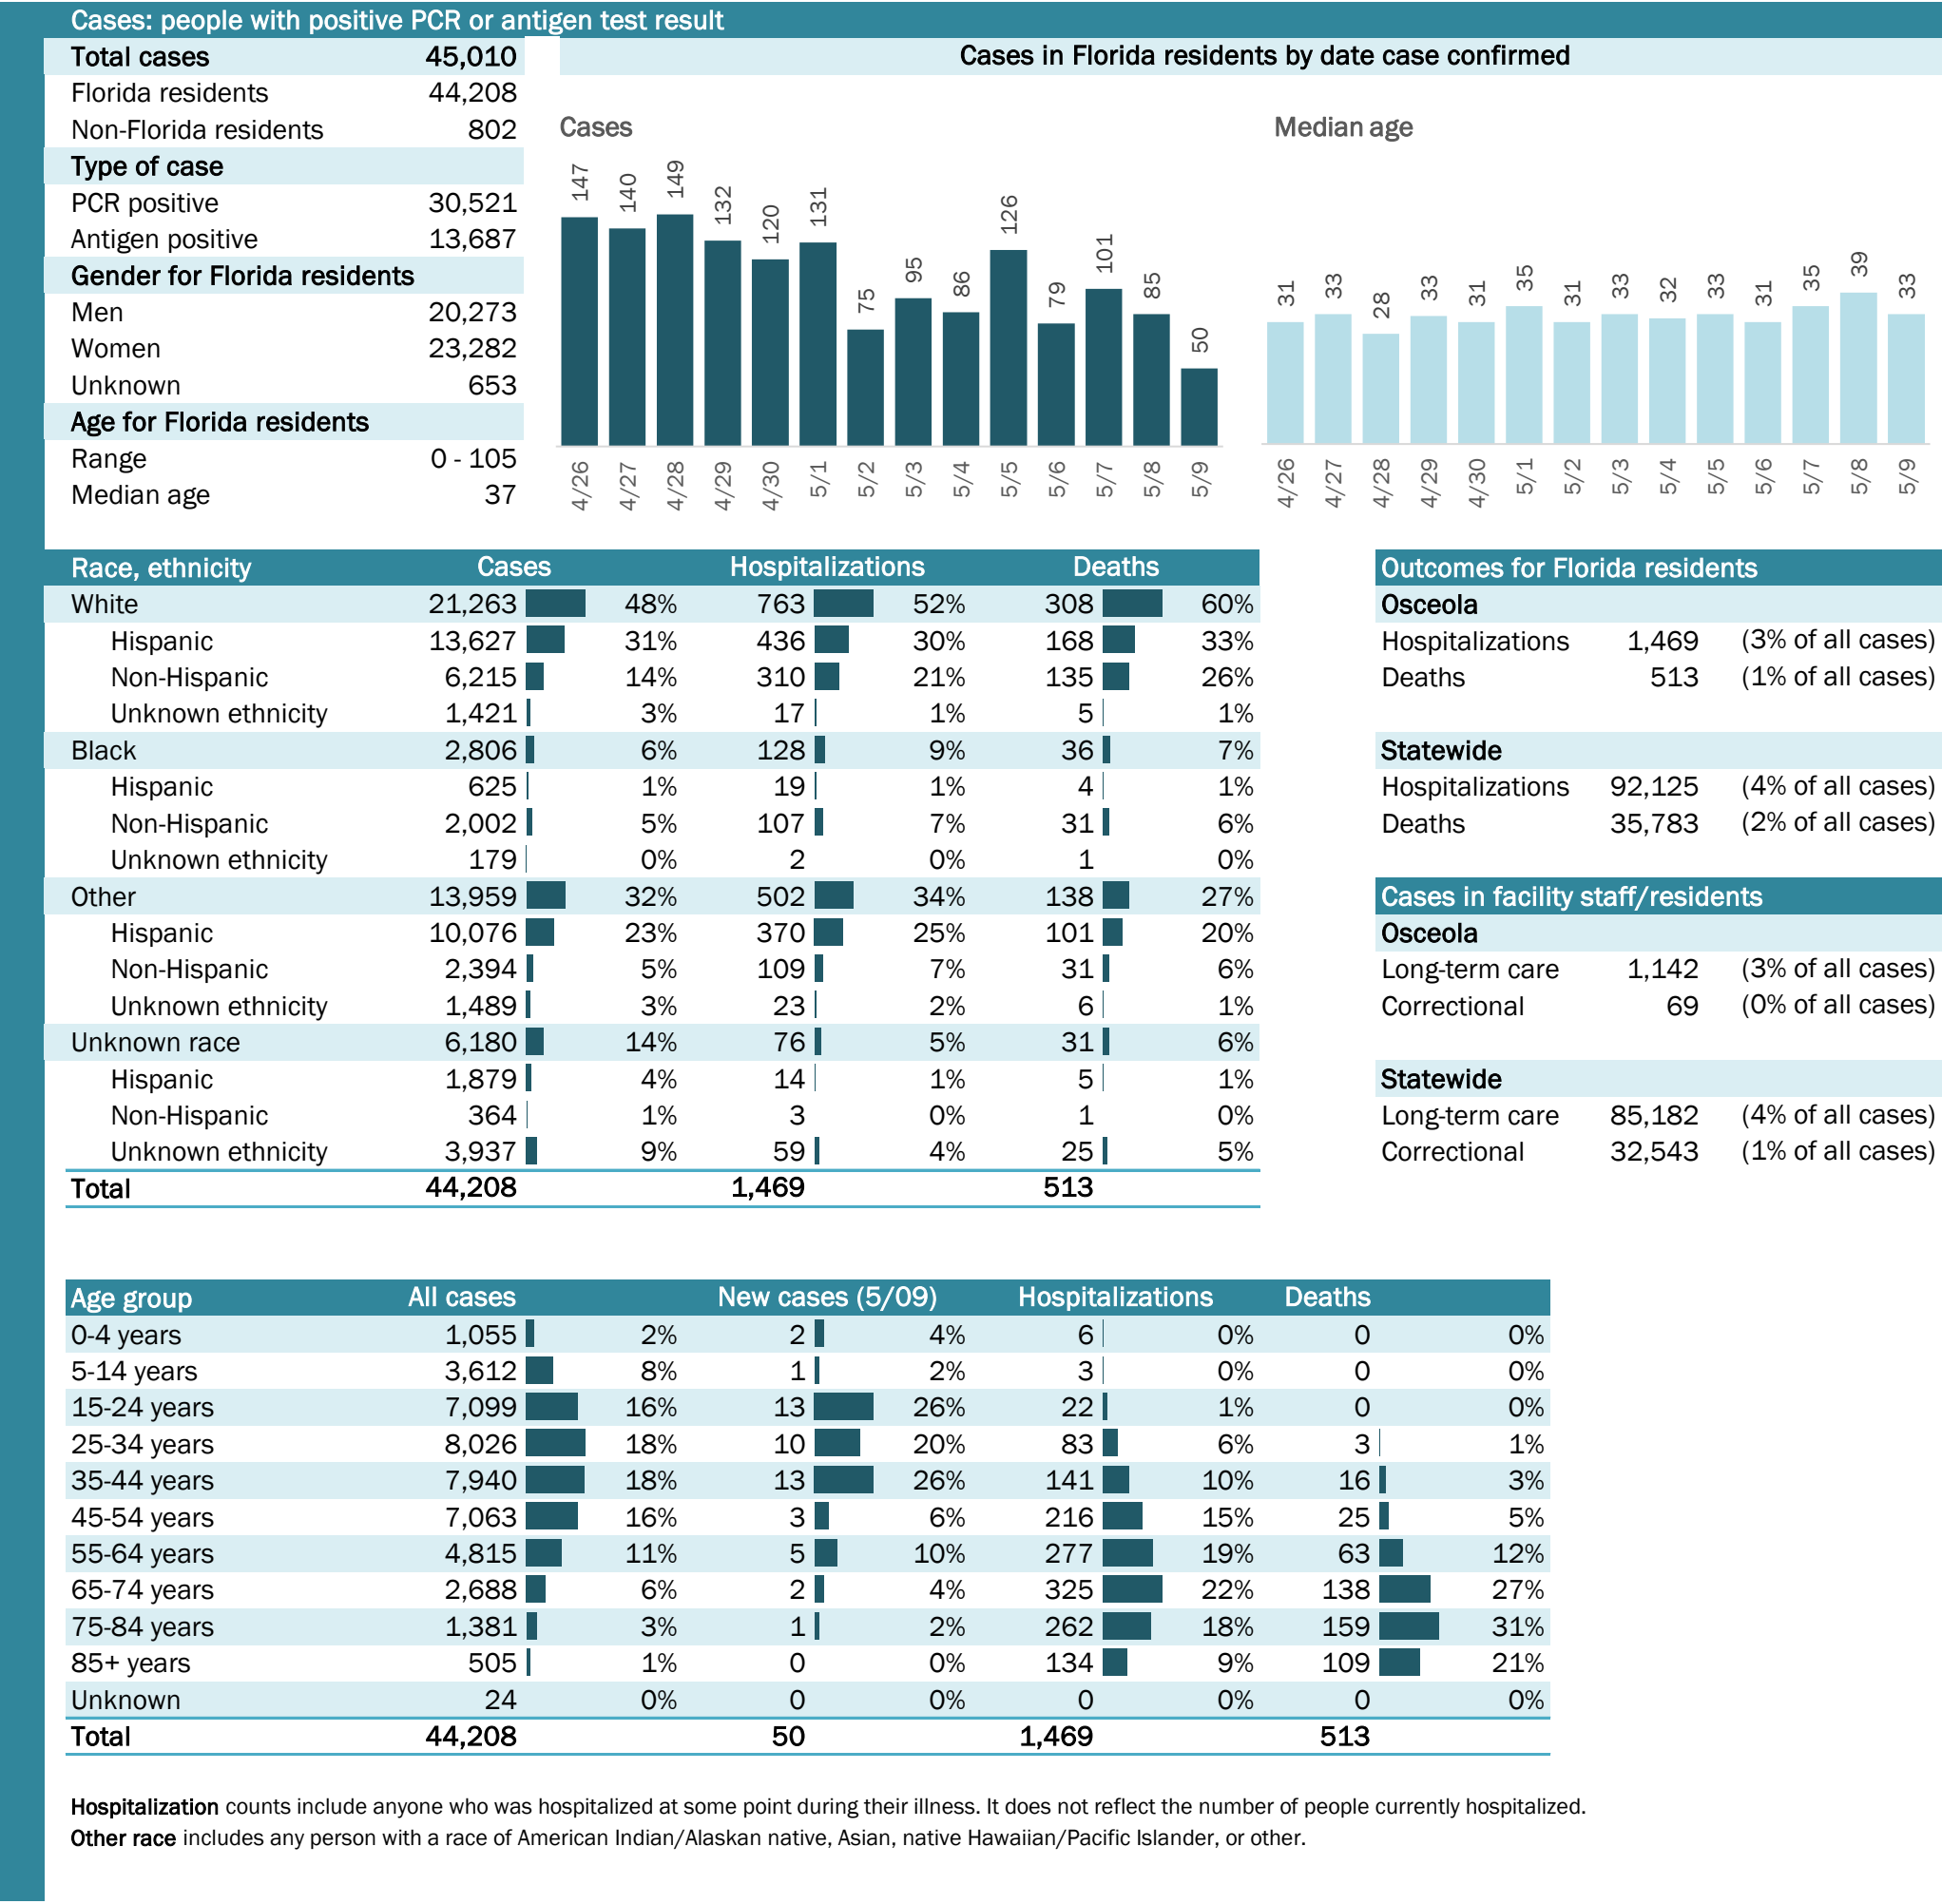 Cases: people with positive PCR or antigen test result
Total cases 45,010
Florida residents 44,208
Non-Florida residents 802
Type of case
PCR positive 30,521
Antigen positive 13,687
Gender for Florida residents
Men 20,273
Women 23,282
Unknown 653
Age for Florida residents
Range 0 - 105
Median age 37
Cases in Florida residents by date case confirmed
Cases
147 140 149 132 120 131 75 95 86 126 79 101 85 50
4/26 4/27 4/28 4/29 4/30 5/1 5/2 5/3 5/4 5/5 5/6 5/7 5/8 5/9
Median age
31 33 28 33 31 35 31 33 32 33 31 35 39 33
4/26 4/27 4/28 4/29 4/30 5/1 5/2 5/3 5/4 5/5 5/6 5/7 5/8 5/9
Race, ethnicity Cases Hospitalizations Deaths
White 21,263 48% 763 52% 308 60%
Hispanic 13,627 31% 436 30% 168 33%
Non-Hispanic 6,215 14% 310 21% 135 26%
Unknown ethnicity 1,421 3% 17 1% 5 1%
Black 2,806 6% 128 9% 36 7%
Hispanic 625 1% 19 1% 4 1%
Non-Hispanic 2,002 5% 107 7% 31 6%
Unknown ethnicity 179 0% 2 0% 1 0%
Other 13,959 32% 502 34% 138 27%
Hispanic 10,076 23% 370 25% 101 20%
Non-Hispanic 2,394 5% 109 7% 31 6%
Unknown ethnicity 1,489 3% 23 2% 6 1%
Unknown race 6,180 14% 76 5% 31 6%
Hispanic 1,879 4% 14 1% 5 1%
Non-Hispanic 364 1% 3 0% 1 0%
Unknown ethnicity 3,937 9% 59 4% 25 5%
Total 44,208 1,469 513
Outcomes for Florida residents
Osceola
Hospitalizations 1,469 (3% of all cases)
Deaths 513 (1% of all cases)
Statewide
Hospitalizations 92,125 (4% of all cases)
Deaths 35,783 (2% of all cases)
Cases in facility staff/residents
Osceola
Long-term care 1,142 (3% of all cases)
Correctional 69 (0% of all cases)
Statewide
Long-term care 85,182 (4% of all cases)
Correctional 32,543 (1% of all cases)
Age group All cases New cases (5/09) Hospitalizations Deaths
0-4 years 1,055 2% 2 4% 6 0% 0 0%
5-14 years 3,612 8% 1 2% 3 0% 0 0%
15-24 years 7,099 16% 13 26% 22 1% 0 0%
25-34 years 8,026 18% 10 20% 83 6% 3 1%
35-44 years 7,940 18% 13 26% 141 10% 16 3%
45-54 years 7,063 16% 3 6% 216 15% 25 5%
55-64 years 4,815 11% 5 10% 277 19% 63 12%
65-74 years 2,688 6% 2 4% 325 22% 138 27%
75-84 years 1,381 3% 1 2% 262 18% 159 31%
85+ years 505 1% 0 0% 134 9% 109 21%
Unknown 24 0% 0 0% 0 0% 0 0%
Total 44,208 50 1,469 513
Hospitalization counts include anyone who was hospitalized at some point during their illness. It does not reflect the number of people currently hospitalized.
Other race includes any person with a race of American Indian/Alaskan native, Asian, native Hawaiian/Pacific Islander, or other.